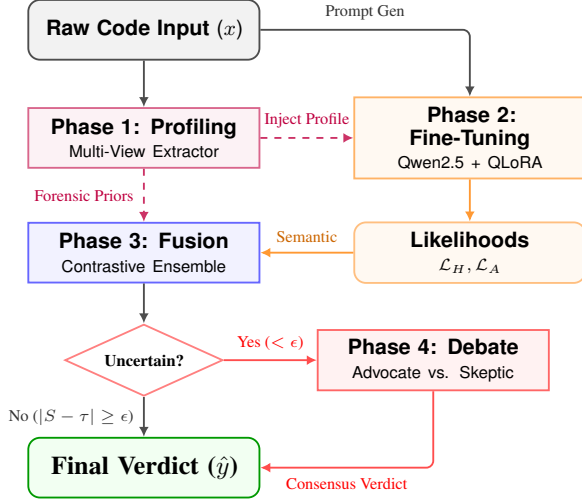 Raw Code Input (x)
Prompt Gen
Phase 1: Profiling
Multi-View Extractor
Inject Profile
Phase 2:
Fine-Tuning
Qwen2.5 + QLoRA
Forensic Priors
Phase 3: Fusion
Contrastive Ensemble
Semantic
Likelihoods
ℒ_H, ℒ_A
Uncertain?
Yes (< ϵ)
Phase 4: Debate
Advocate vs. Skeptic
No (|S − τ| ≥ ϵ)
Final Verdict (ŷ)
Consensus Verdict